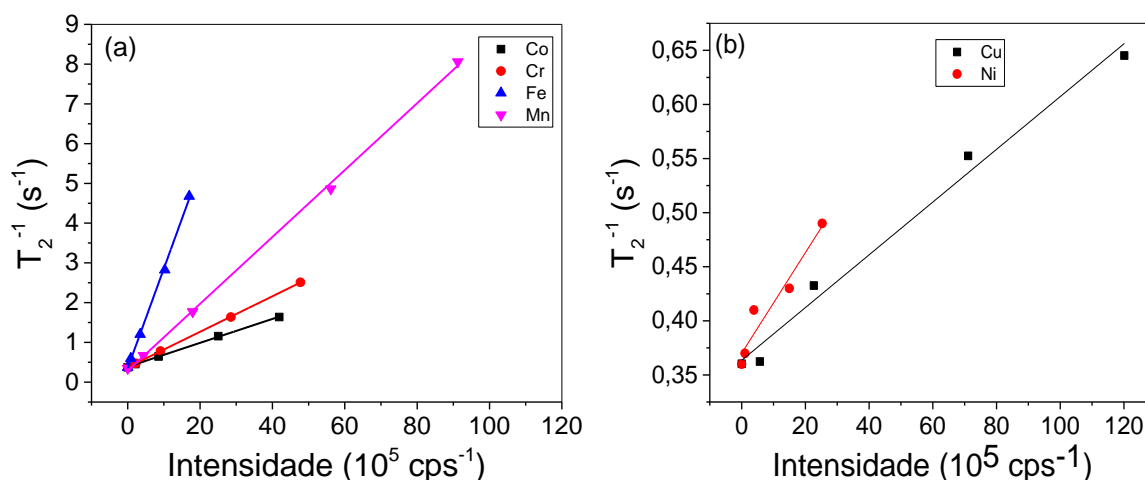 (a)
Co
Cr
Fe
Mn
9
8
7
6
5
4
3
2
1
0
T₂⁻¹ (s⁻¹)
0 20 40 60 80 100 120
Intensidade (10⁵ cps⁻¹)
(b)
Cu
Ni
0,65
0,60
0,55
0,50
0,45
0,40
0,35
T₂⁻¹ (s⁻¹)
0 20 40 60 80 100 120
Intensidade (10⁵ cps⁻¹)